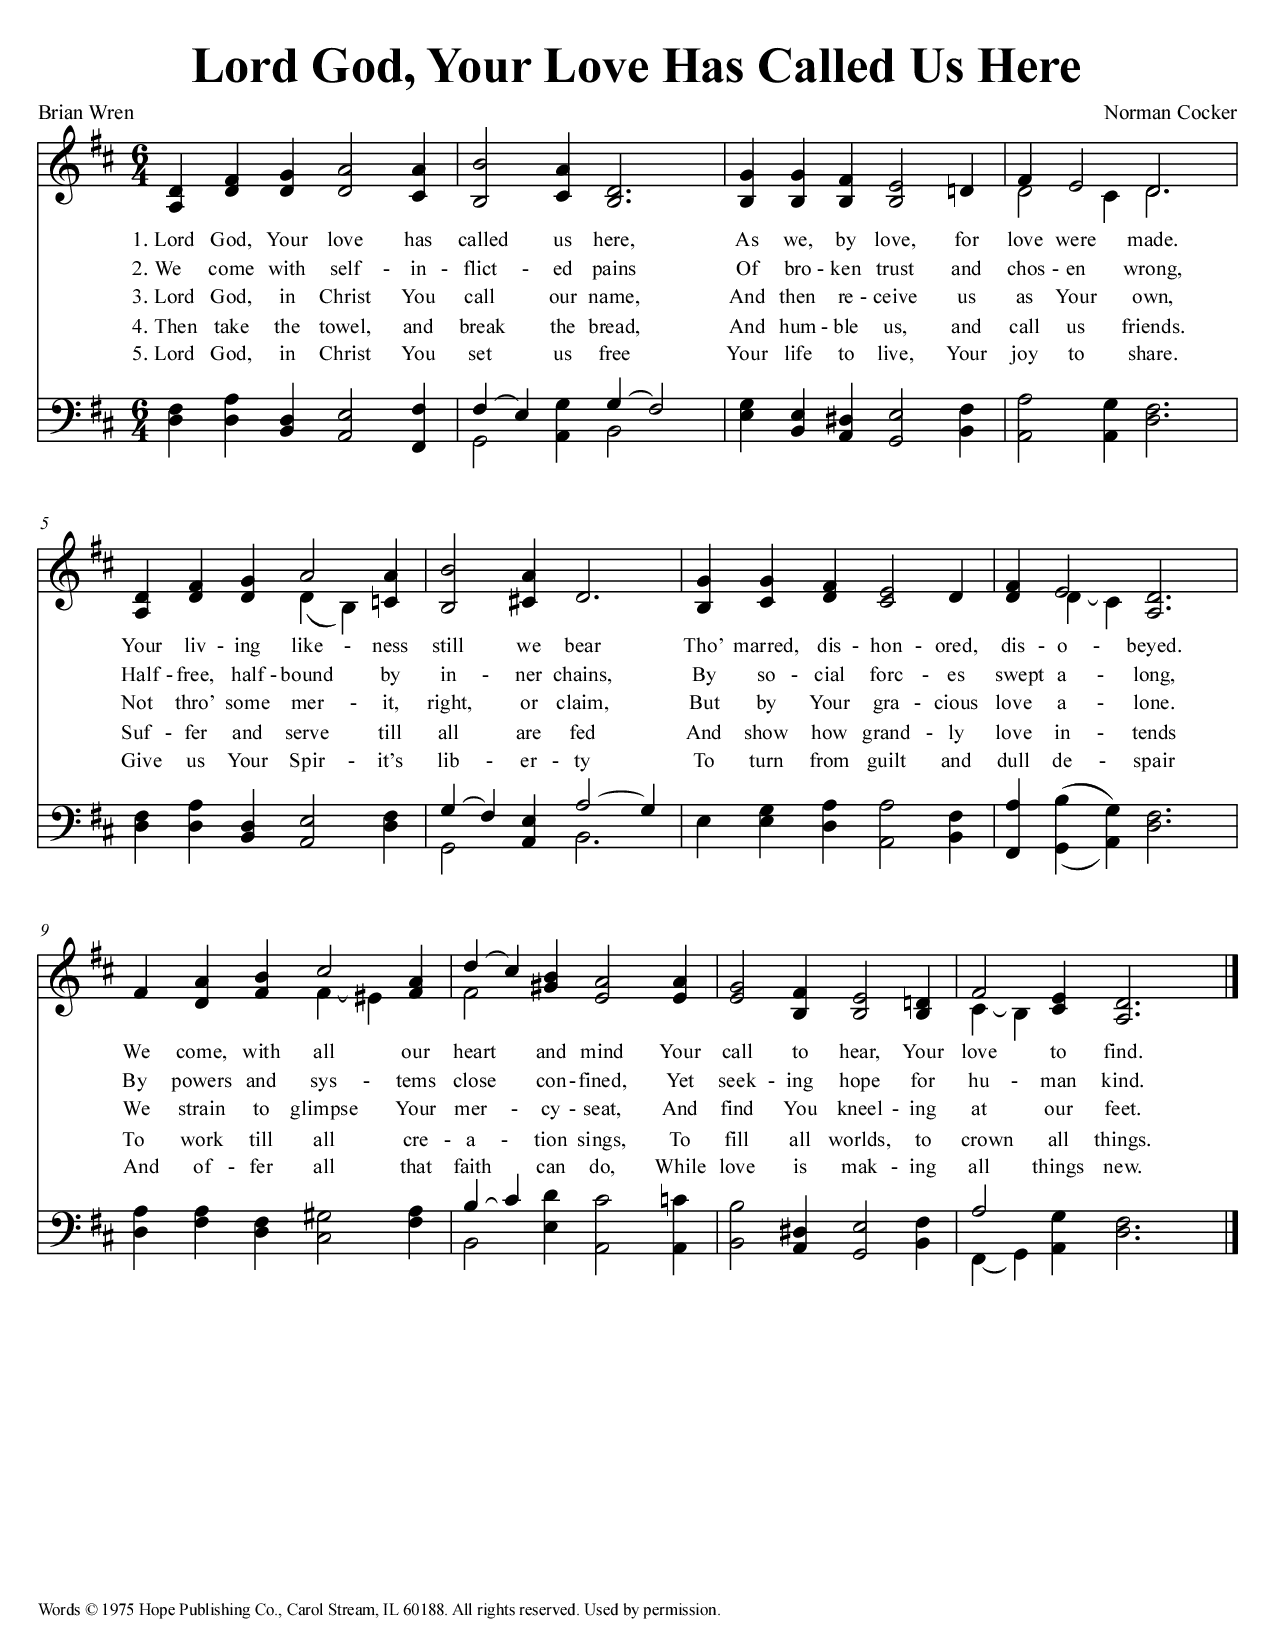 Lord God, Your Love Has Called Us Here
Brian Wren
Norman Cocker
6 4
1. Lord God, Your love has called us here, As we, by love, for love were made.
2. We come with self - in - flict - ed pains Of bro - ken trust and chos - en wrong,
3. Lord God, in Christ You call our name, And then re - ceive us as Your own,
4. Then take the towel, and break the bread, And hum - ble us, and call us friends.
5. Lord God, in Christ You set us free Your life to live, Your joy to share.
6 4
5
Your liv - ing like - ness still we bear Tho’ marred, dis - hon - ored, dis - o - beyed.
Half - free, half - bound by in - ner chains, By so - cial forc - es swept a - long,
Not thro’ some mer - it, right, or claim, But by Your gra - cious love a - lone.
Suf - fer and serve till all are fed And show how grand - ly love in - tends
Give us Your Spir - it’s lib - er - ty To turn from guilt and dull de - spair
9
We come, with all our heart and mind Your call to hear, Your love to find.
By powers and sys - tems close con - fined, Yet seek - ing hope for hu - man kind.
We strain to glimpse Your mer - cy - seat, And find You kneel - ing at our feet.
To work till all cre - a - tion sings, To fill all worlds, to crown all things.
And of - fer all that faith can do, While love is mak - ing all things new.
Words © 1975 Hope Publishing Co., Carol Stream, IL 60188. All rights reserved. Used by permission.